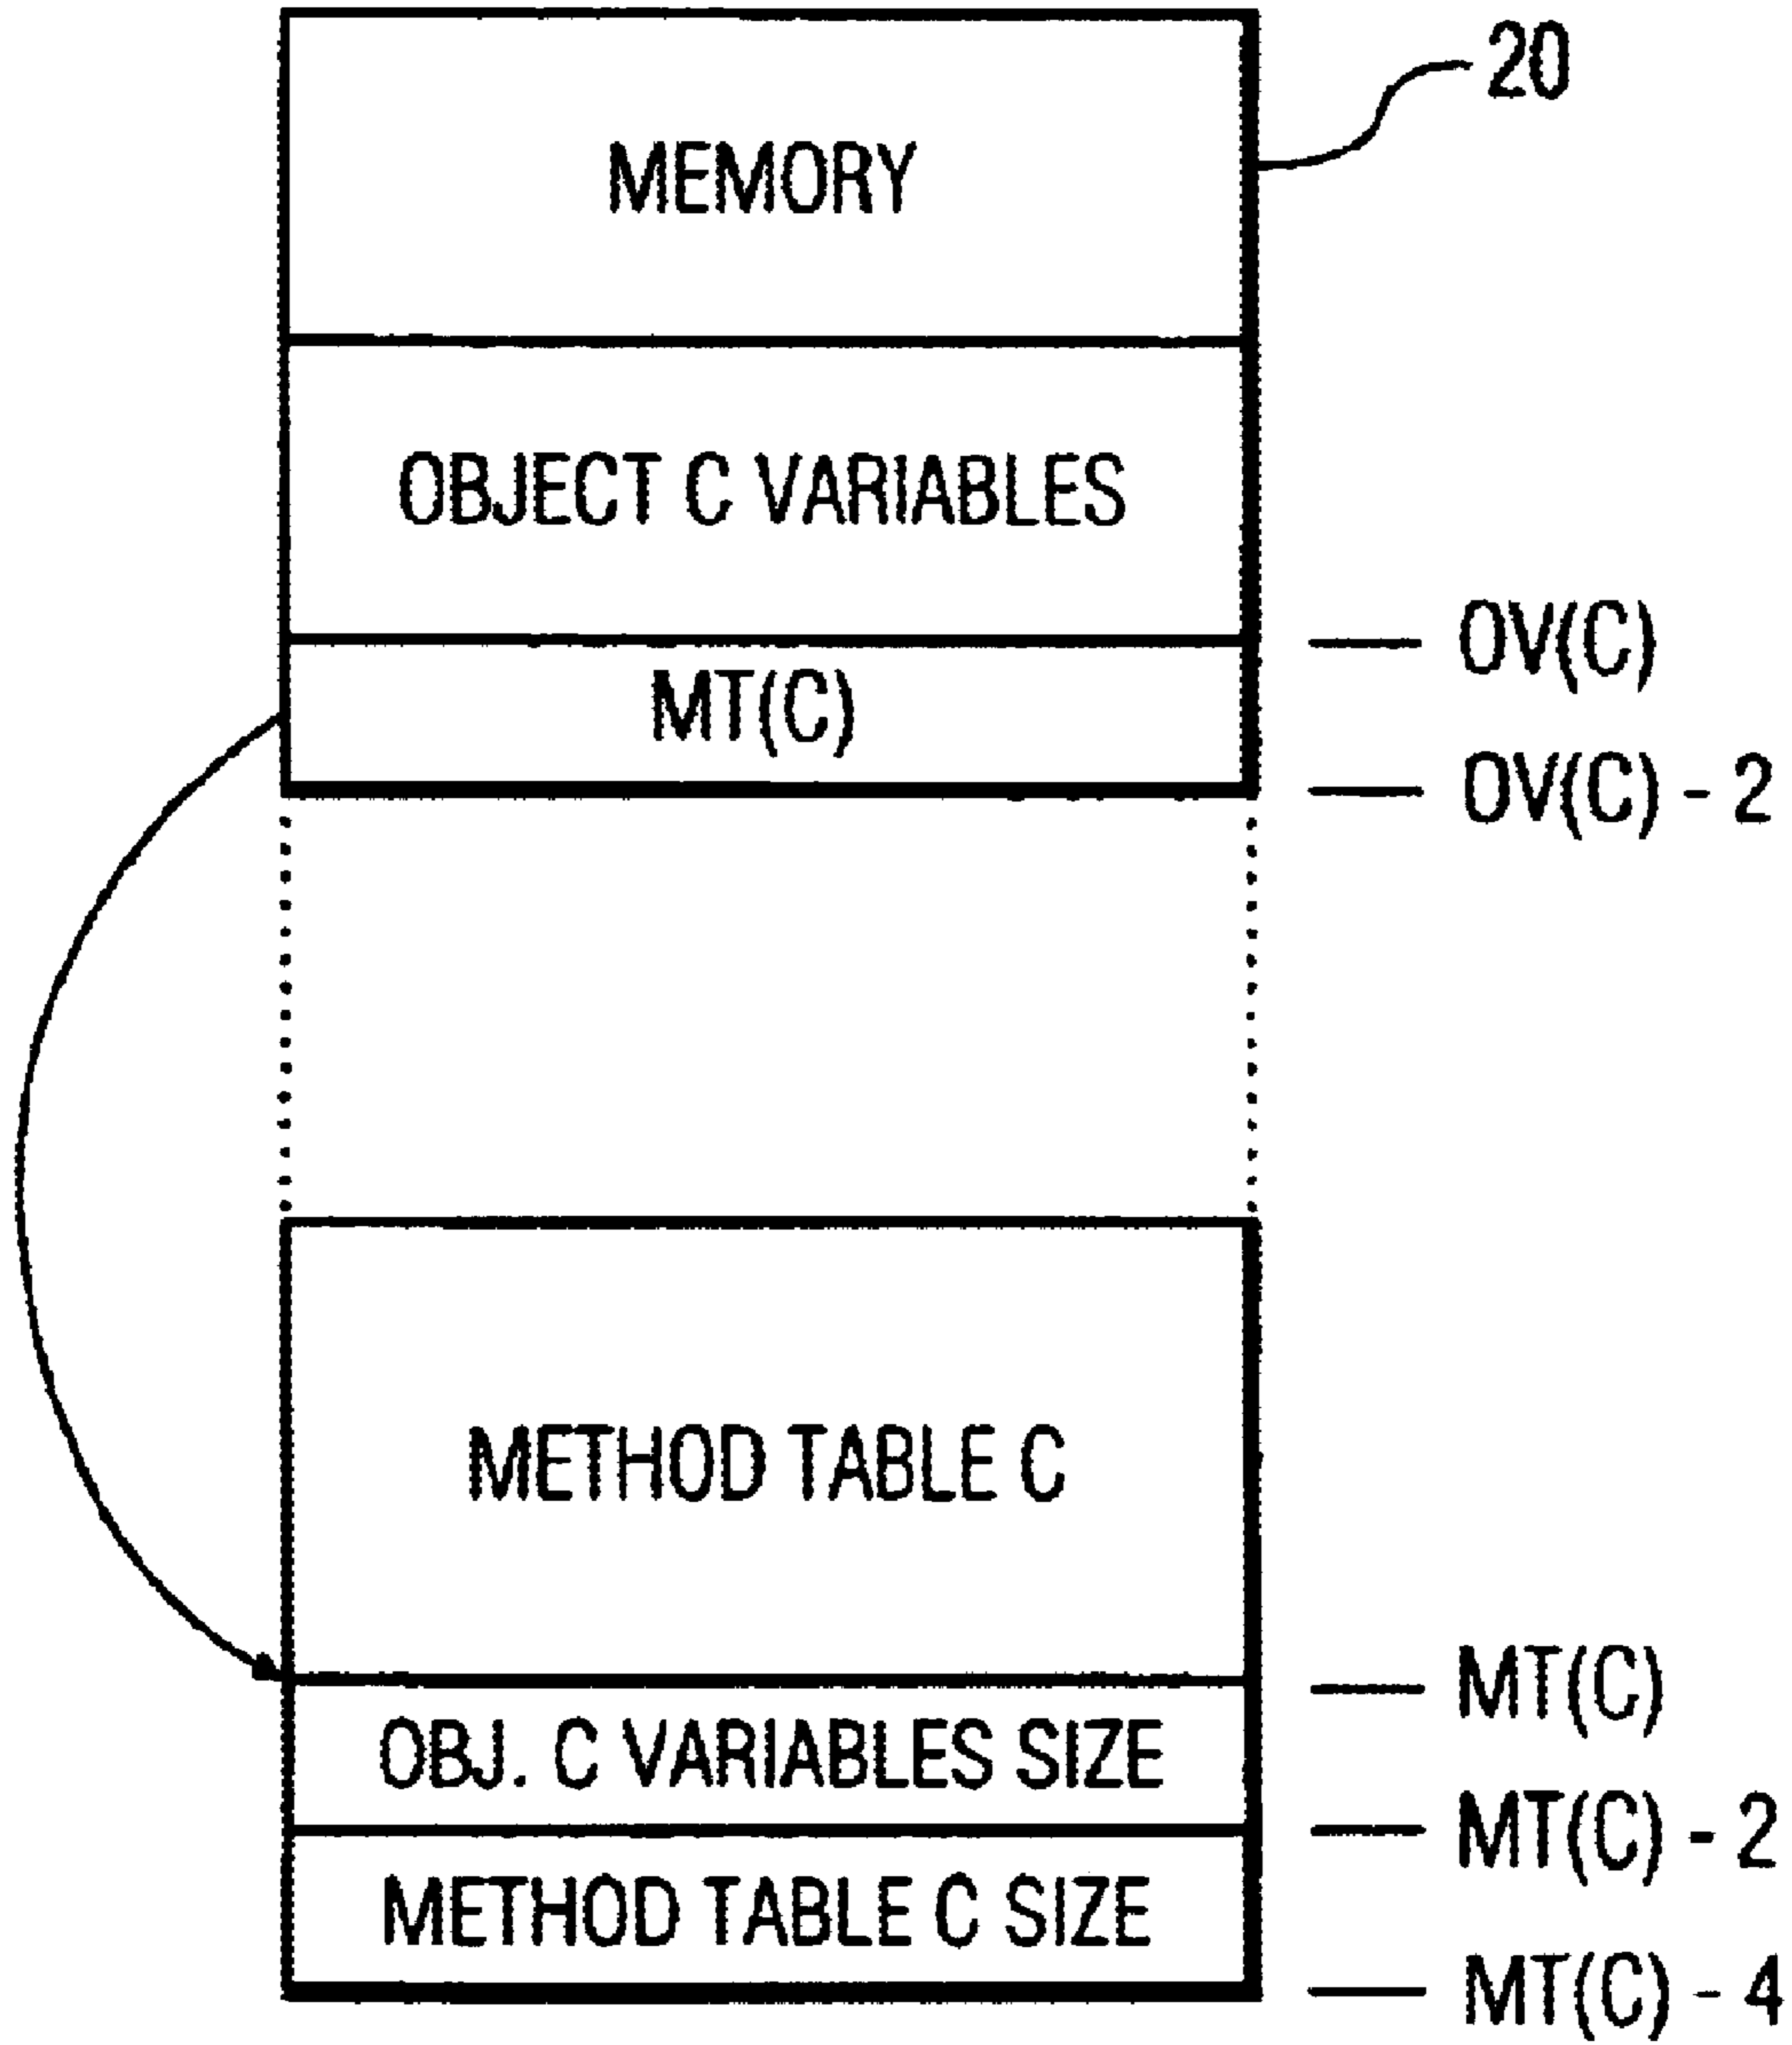 20
MEMORY
OBJECT C VARIABLES
OV(C)
MT(C)
OV(C) - 2
METHOD TABLE C
MT(C)
OBJ. C VARIABLES SIZE
MT(C) - 2
METHOD TABLE C SIZE
MT(C) - 4